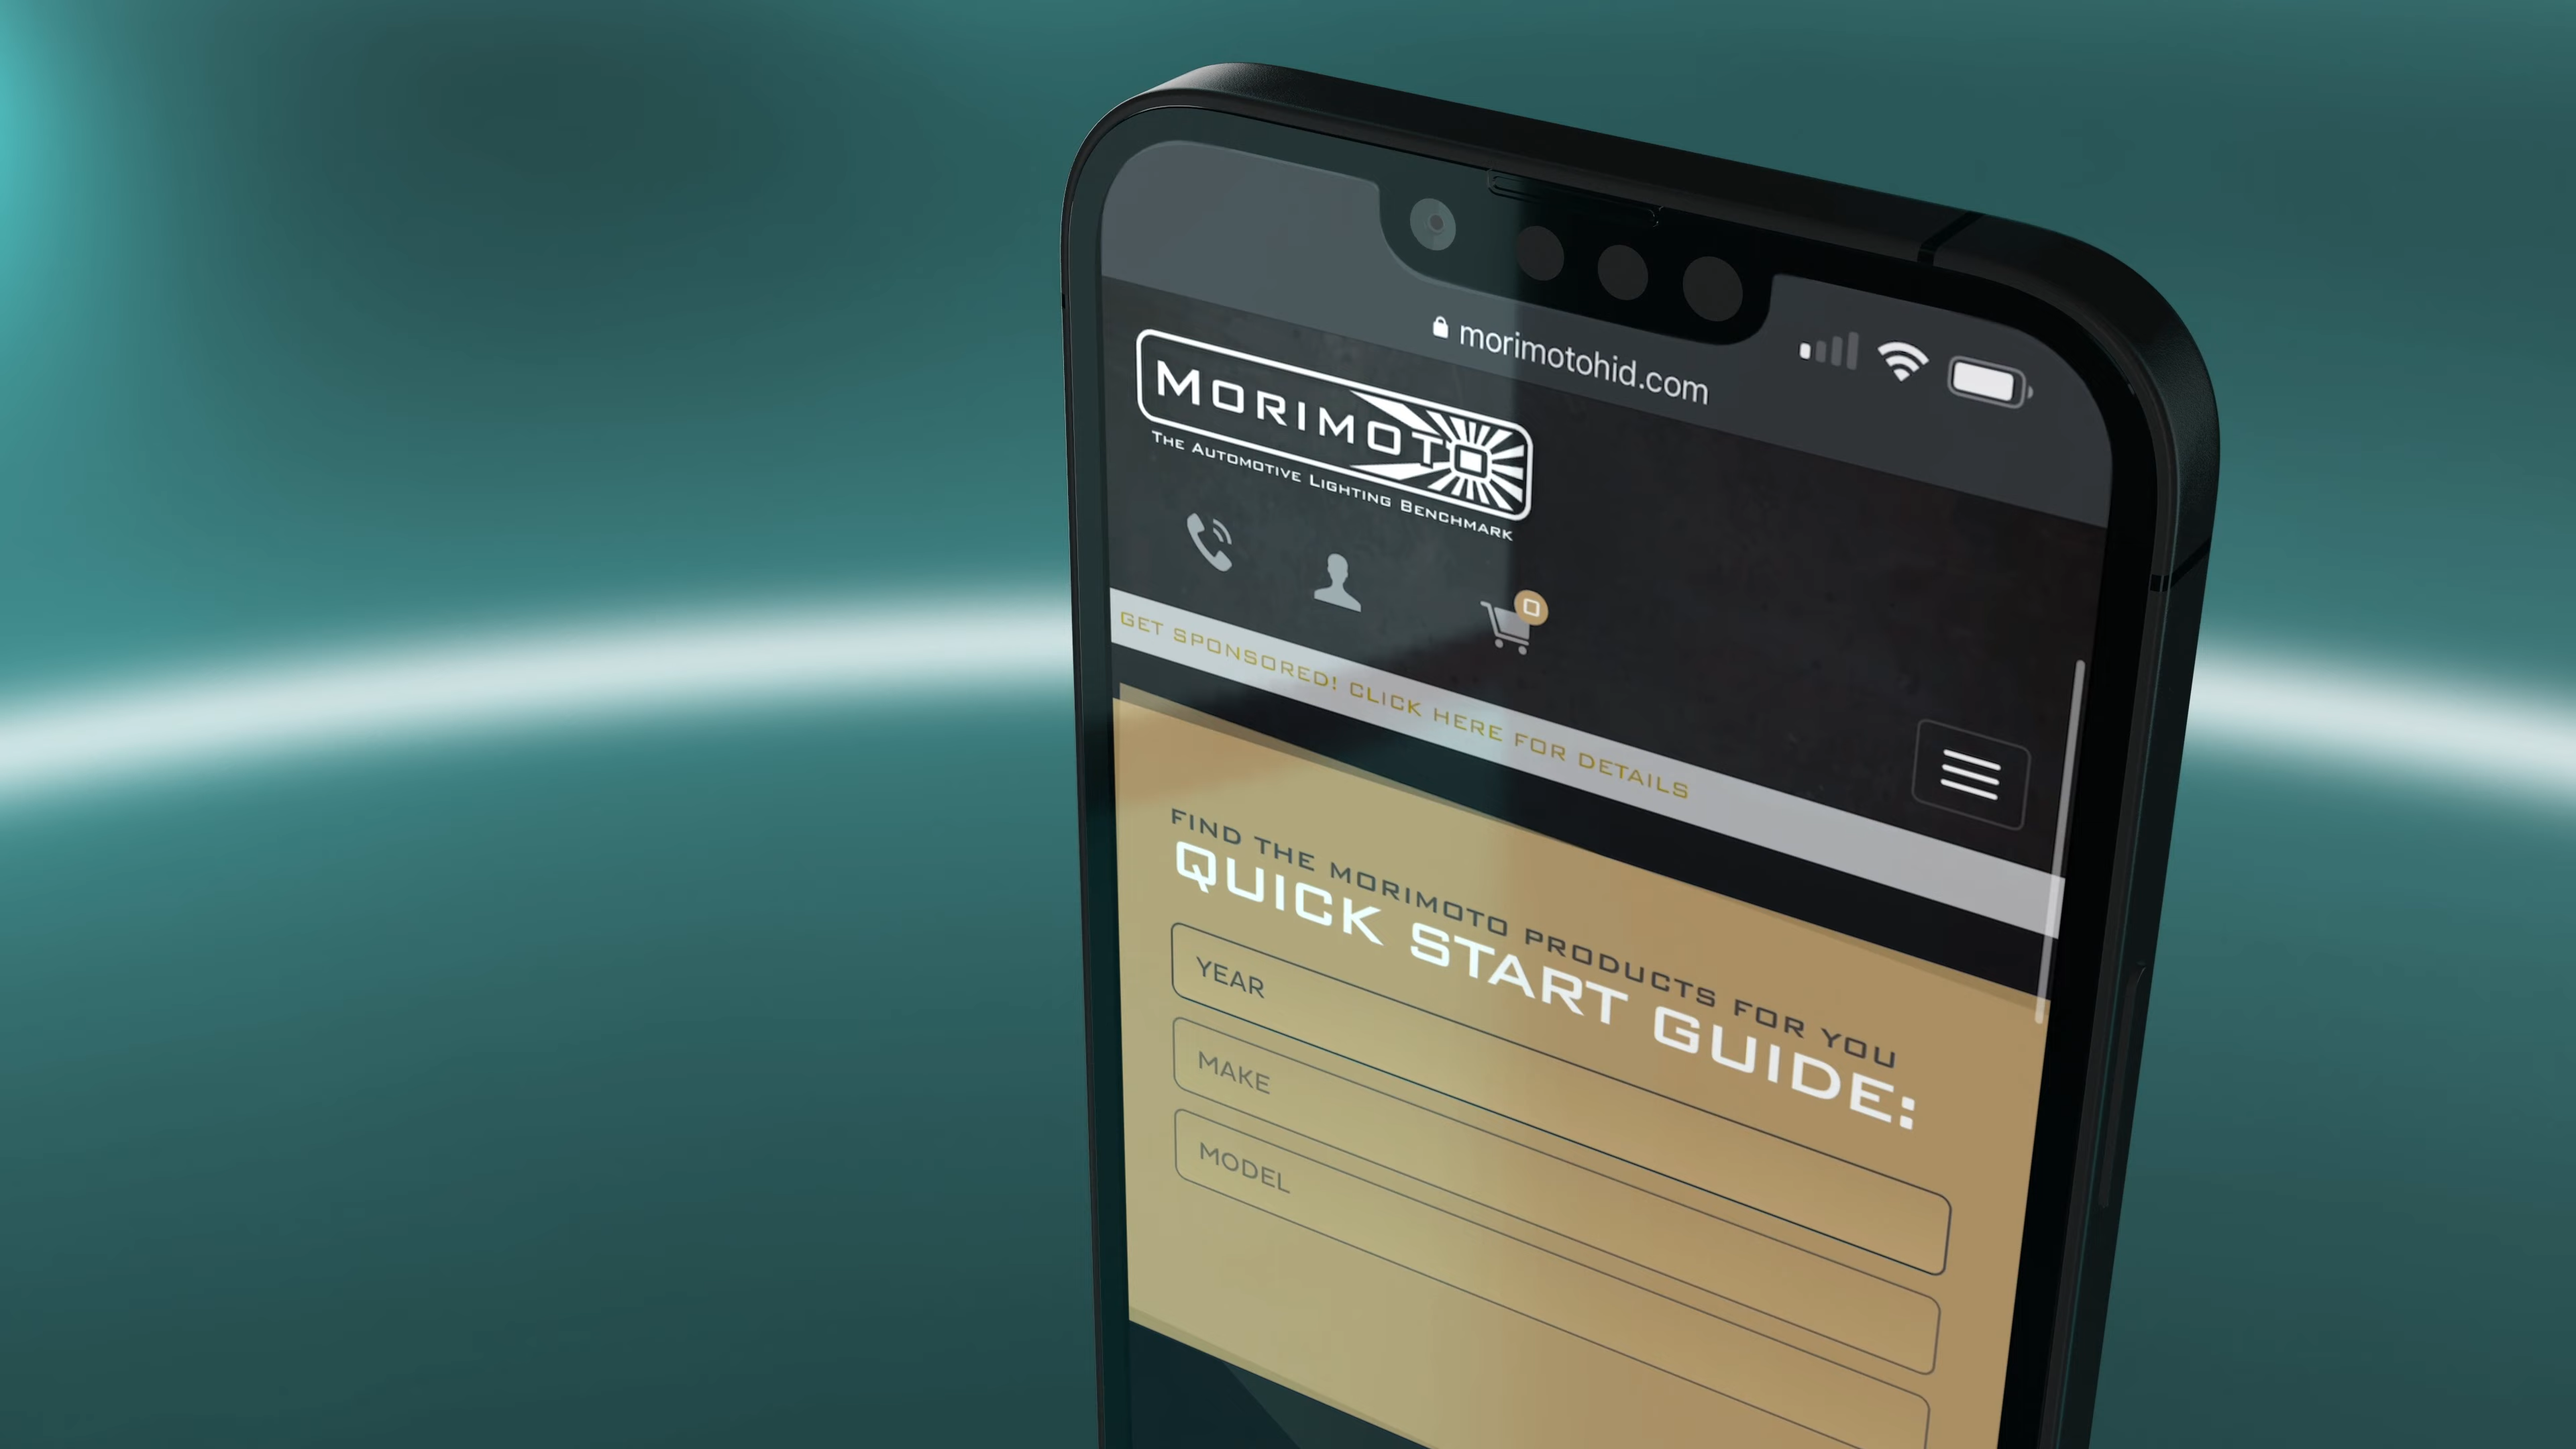 morimotohid.com
MORIMOTO
THE AUTOMOTIVE LIGHTING BENCHMARK
0
GET SPONSORED! CLICK HERE FOR DETAILS
FIND THE MORIMOTO PRODUCTS FOR YOU
QUICK START GUIDE:
YEAR
MAKE
MODEL